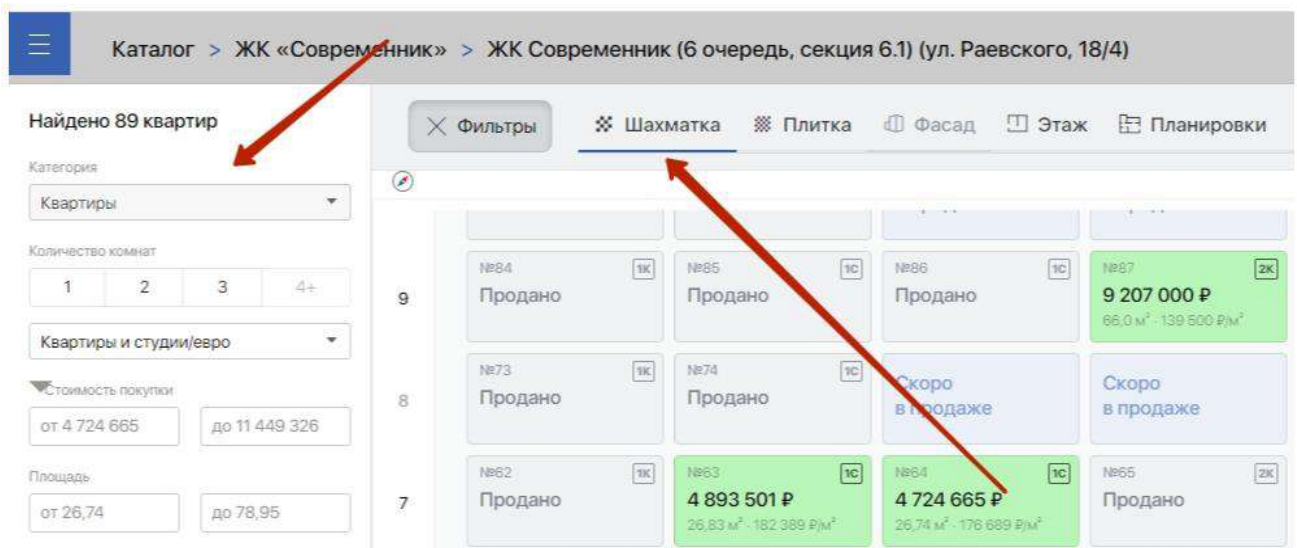 Каталог > ЖК «Современник» > ЖК Современник (6 очередь, секция 6.1) (ул. Раевского, 18/4)
Найдено 89 квартир
Категория
Квартиры
Количество комнат
1 2 3 4+
Квартиры и студии/евро
Стоимость покупки
от 4 724 665 до 11 449 326
Площадь
от 26,74 до 78,95
Фильтры Шахматка Плитка Фасад Этаж Планировки
9
№84 1К
Продано
№85 1С
Продано
№86 1С
Продано
№87 2К
9 207 000 ₽
66,0 м² · 139 500 ₽/м²
8
№73 1К
Продано
№74 1С
Продано
Скоро
в продаже
Скоро
в продаже
7
№62 1К
Продано
№63 1С
4 893 501 ₽
26,83 м² · 182 389 ₽/м²
№64 1С
4 724 665 ₽
26,74 м² · 176 689 ₽/м²
№65 2К
Продано